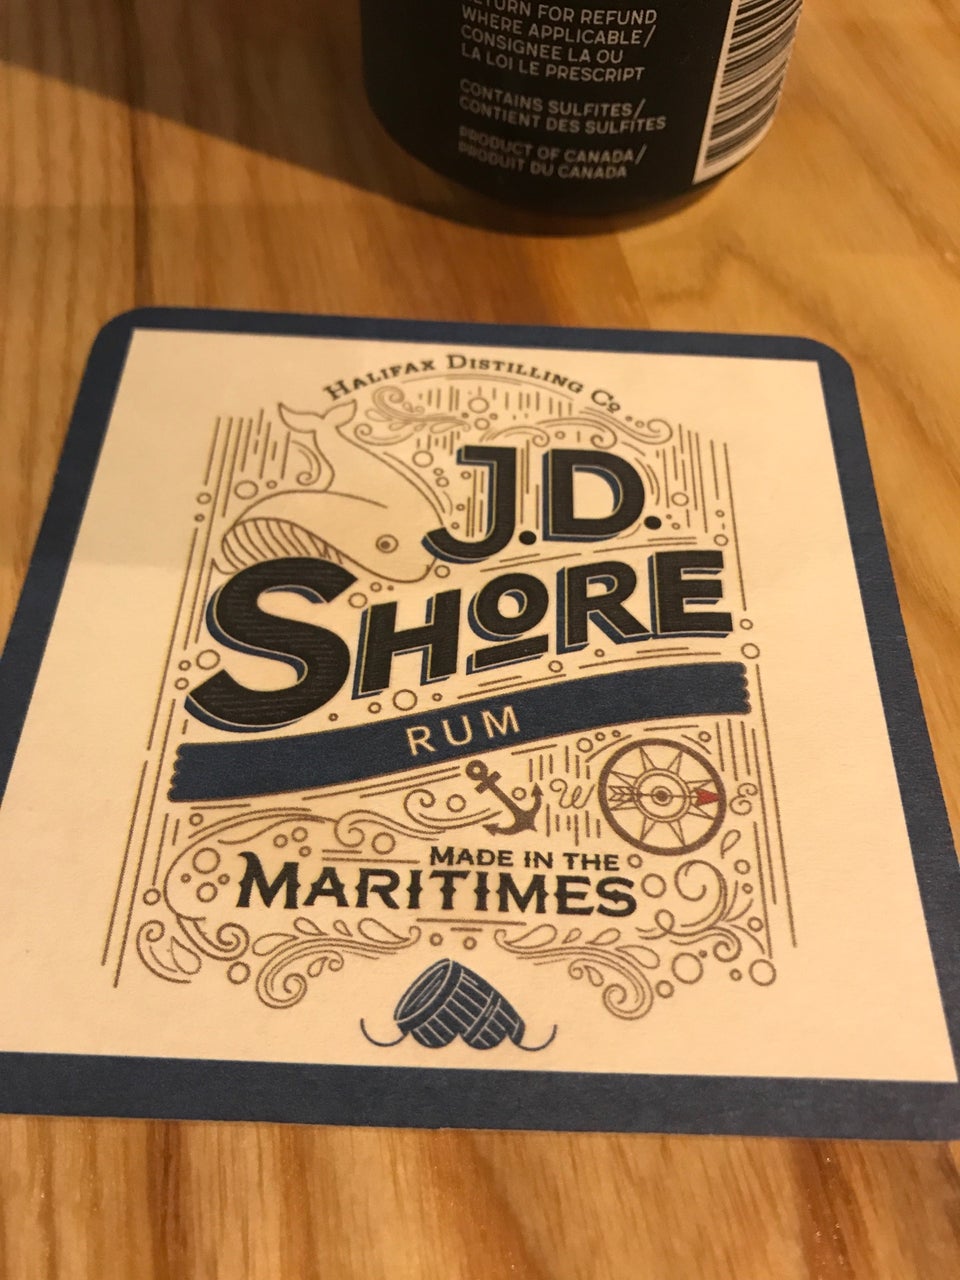 RETURN FOR REFUND
WHERE APPLICABLE/
CONSIGNEE LA OU
LA LOI LE PRESCRIPT
CONTAINS SULFITES/
CONTIENT DES SULFITES
PRODUCT OF CANADA/
PRODUIT DU CANADA
HALIFAX DISTILLING Co.
J.D.
SHORE
RUM
W E
MADE IN THE
MARITIMES